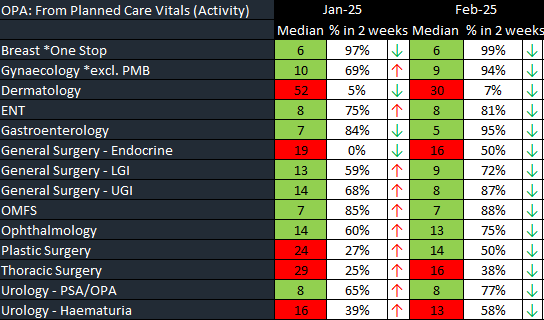 OPA: From Planned Care Vitals (Activity) Jan-25 Feb-25
Median % in 2 weeks Median % in 2 weeks
Breast *One Stop 6 97% ↓ 6 99% ↓
Gynaecology *excl. PMB 10 69% ↑ 9 94% ↓
Dermatology 52 5% ↓ 30 7% ↓
ENT 8 75% ↑ 8 81% ↓
Gastroenterology 7 84% ↓ 5 95% ↓
General Surgery - Endocrine 19 0% ↓ 16 50% ↓
General Surgery - LGI 13 59% ↑ 9 72% ↓
General Surgery - UGI 14 68% ↑ 8 87% ↓
OMFS 7 85% ↑ 7 88% ↓
Ophthalmology 14 60% ↑ 13 75% ↓
Plastic Surgery 24 27% ↑ 14 50% ↓
Thoracic Surgery 29 25% ↑ 16 38% ↓
Urology - PSA/OPA 8 65% ↑ 8 77% ↓
Urology - Haematuria 16 39% ↑ 13 58% ↓